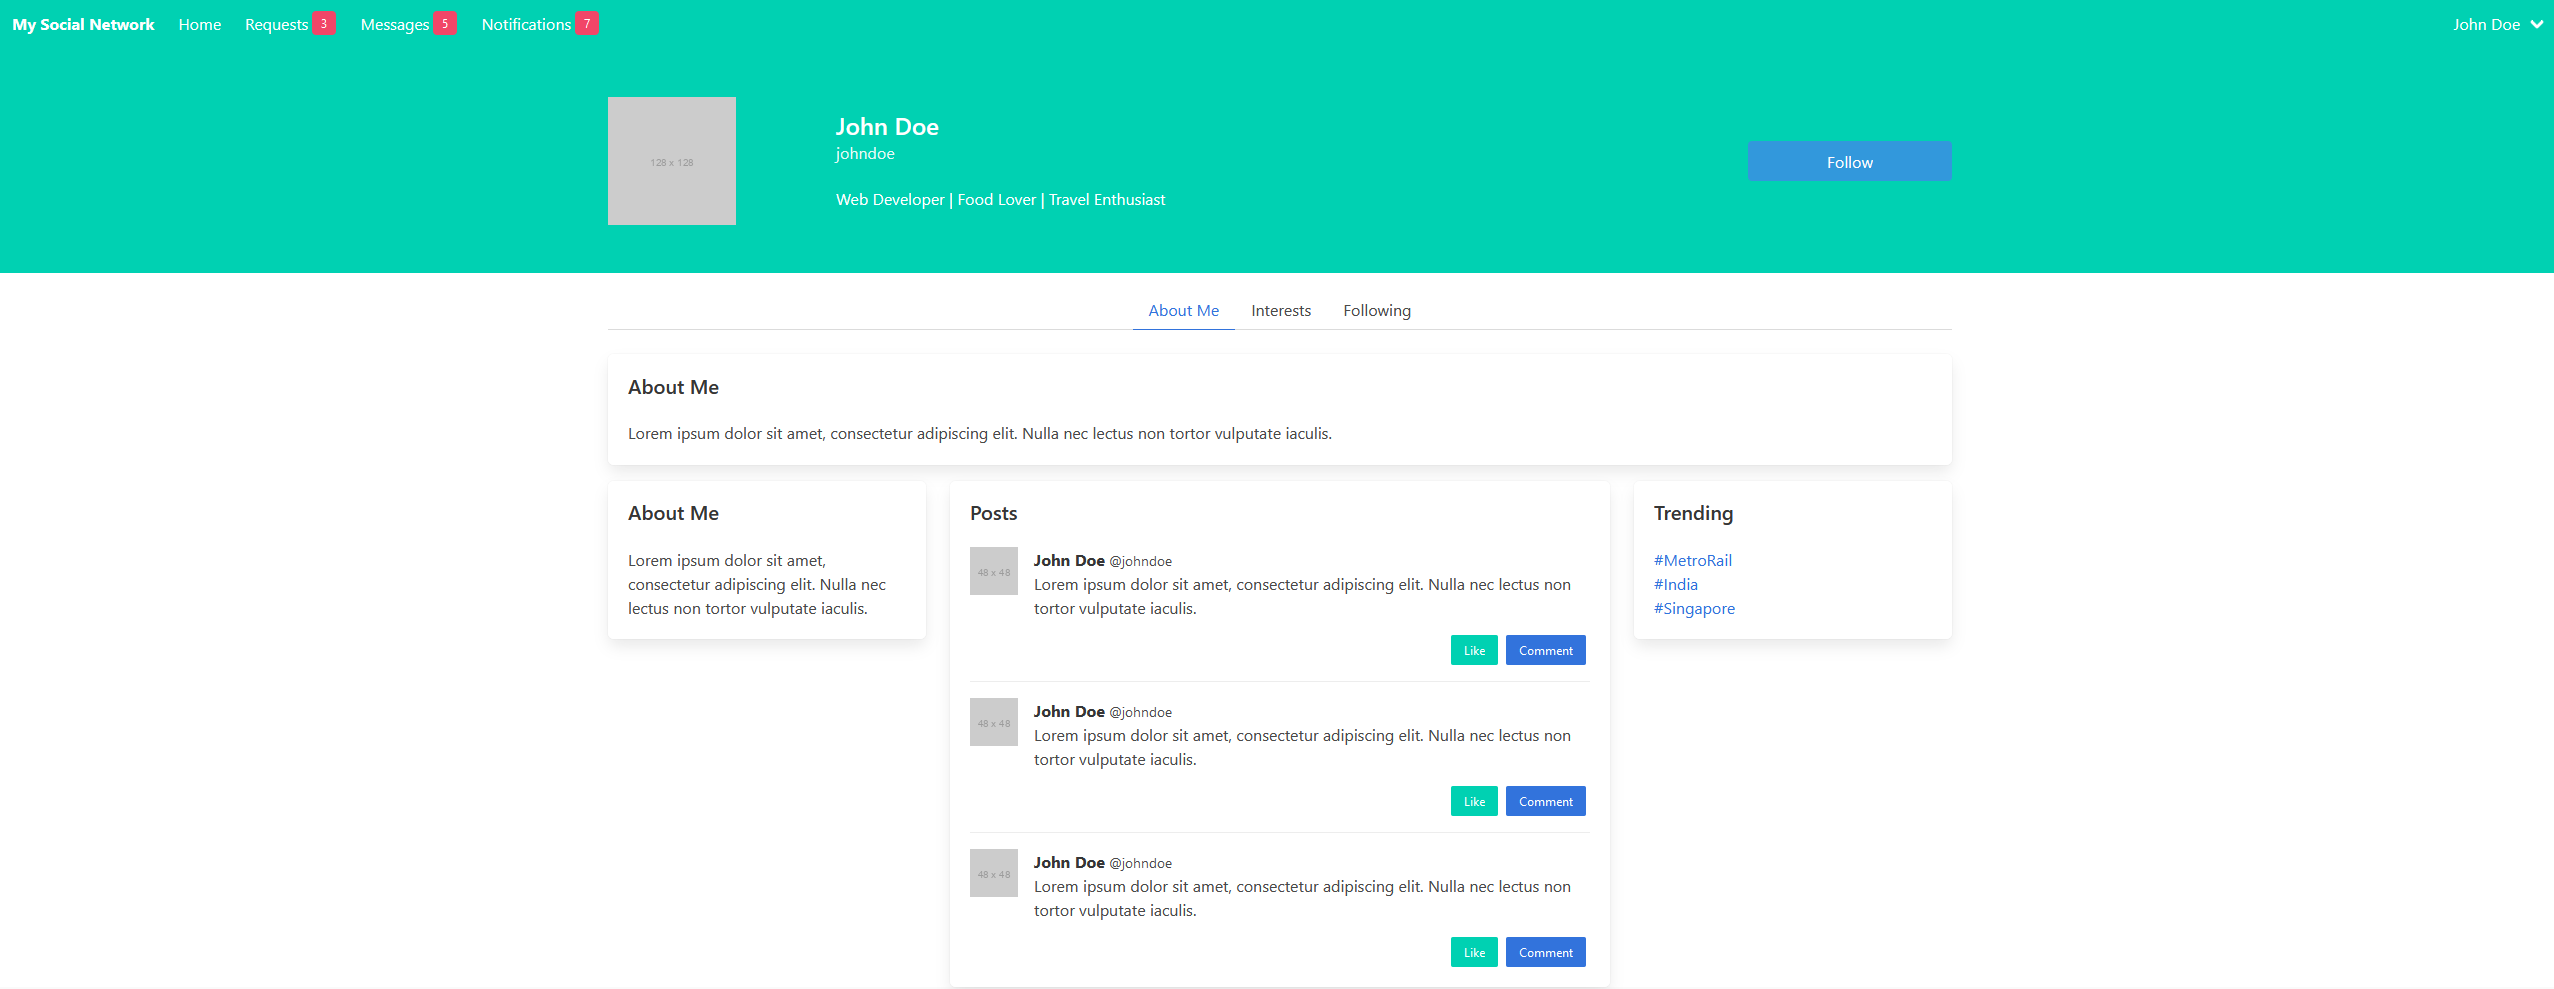 My Social Network Home Requests 3 Messages 5 Notifications 7 John Doe
128 x 128
John Doe
johndoe
Web Developer | Food Lover | Travel Enthusiast
Follow
About Me Interests Following
About Me
Lorem ipsum dolor sit amet, consectetur adipiscing elit. Nulla nec lectus non tortor vulputate iaculis.
About Me
Lorem ipsum dolor sit amet,
consectetur adipiscing elit. Nulla nec
lectus non tortor vulputate iaculis.
Posts
48 x 48
John Doe @johndoe
Lorem ipsum dolor sit amet, consectetur adipiscing elit. Nulla nec lectus non
tortor vulputate iaculis.
Like Comment
48 x 48
John Doe @johndoe
Lorem ipsum dolor sit amet, consectetur adipiscing elit. Nulla nec lectus non
tortor vulputate iaculis.
Like Comment
48 x 48
John Doe @johndoe
Lorem ipsum dolor sit amet, consectetur adipiscing elit. Nulla nec lectus non
tortor vulputate iaculis.
Like Comment
Trending
#MetroRail
#India
#Singapore